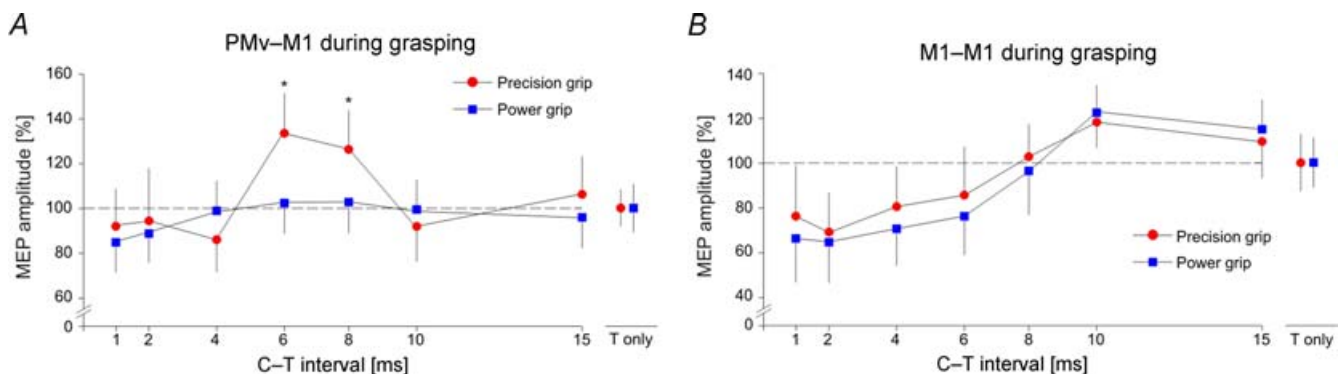 A
PMv–M1 during grasping
MEP amplitude [%]
160
140
120
100
80
60
0
* *
Precision grip
Power grip
1 2 4 6 8 10 15 T only
C–T interval [ms]
B
M1–M1 during grasping
MEP amplitude [%]
140
120
100
80
60
40
0
Precision grip
Power grip
1 2 4 6 8 10 15 T only
C–T interval [ms]